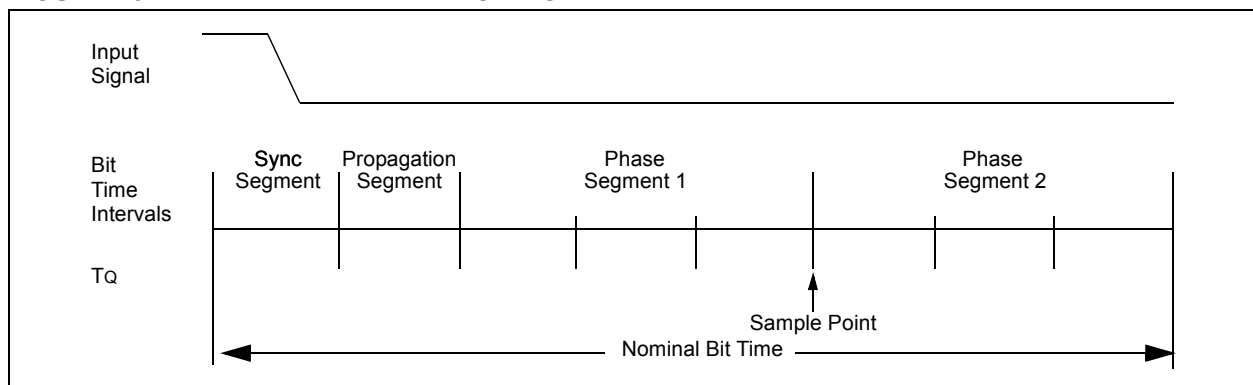 Input
Signal
Bit
Time
Intervals
Sync
Segment
Propagation
Segment
Phase
Segment 1
Phase
Segment 2
TQ
Sample Point
Nominal Bit Time